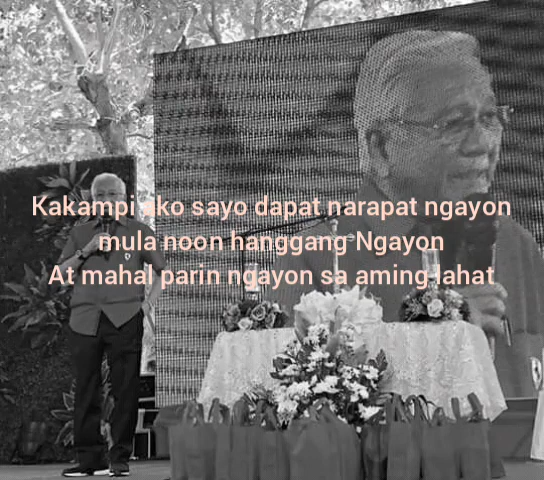 Kakampi ako sayo dapat narapat ngayon
mula noon hanggang Ngayon
At mahal parin ngayon sa aming lahat